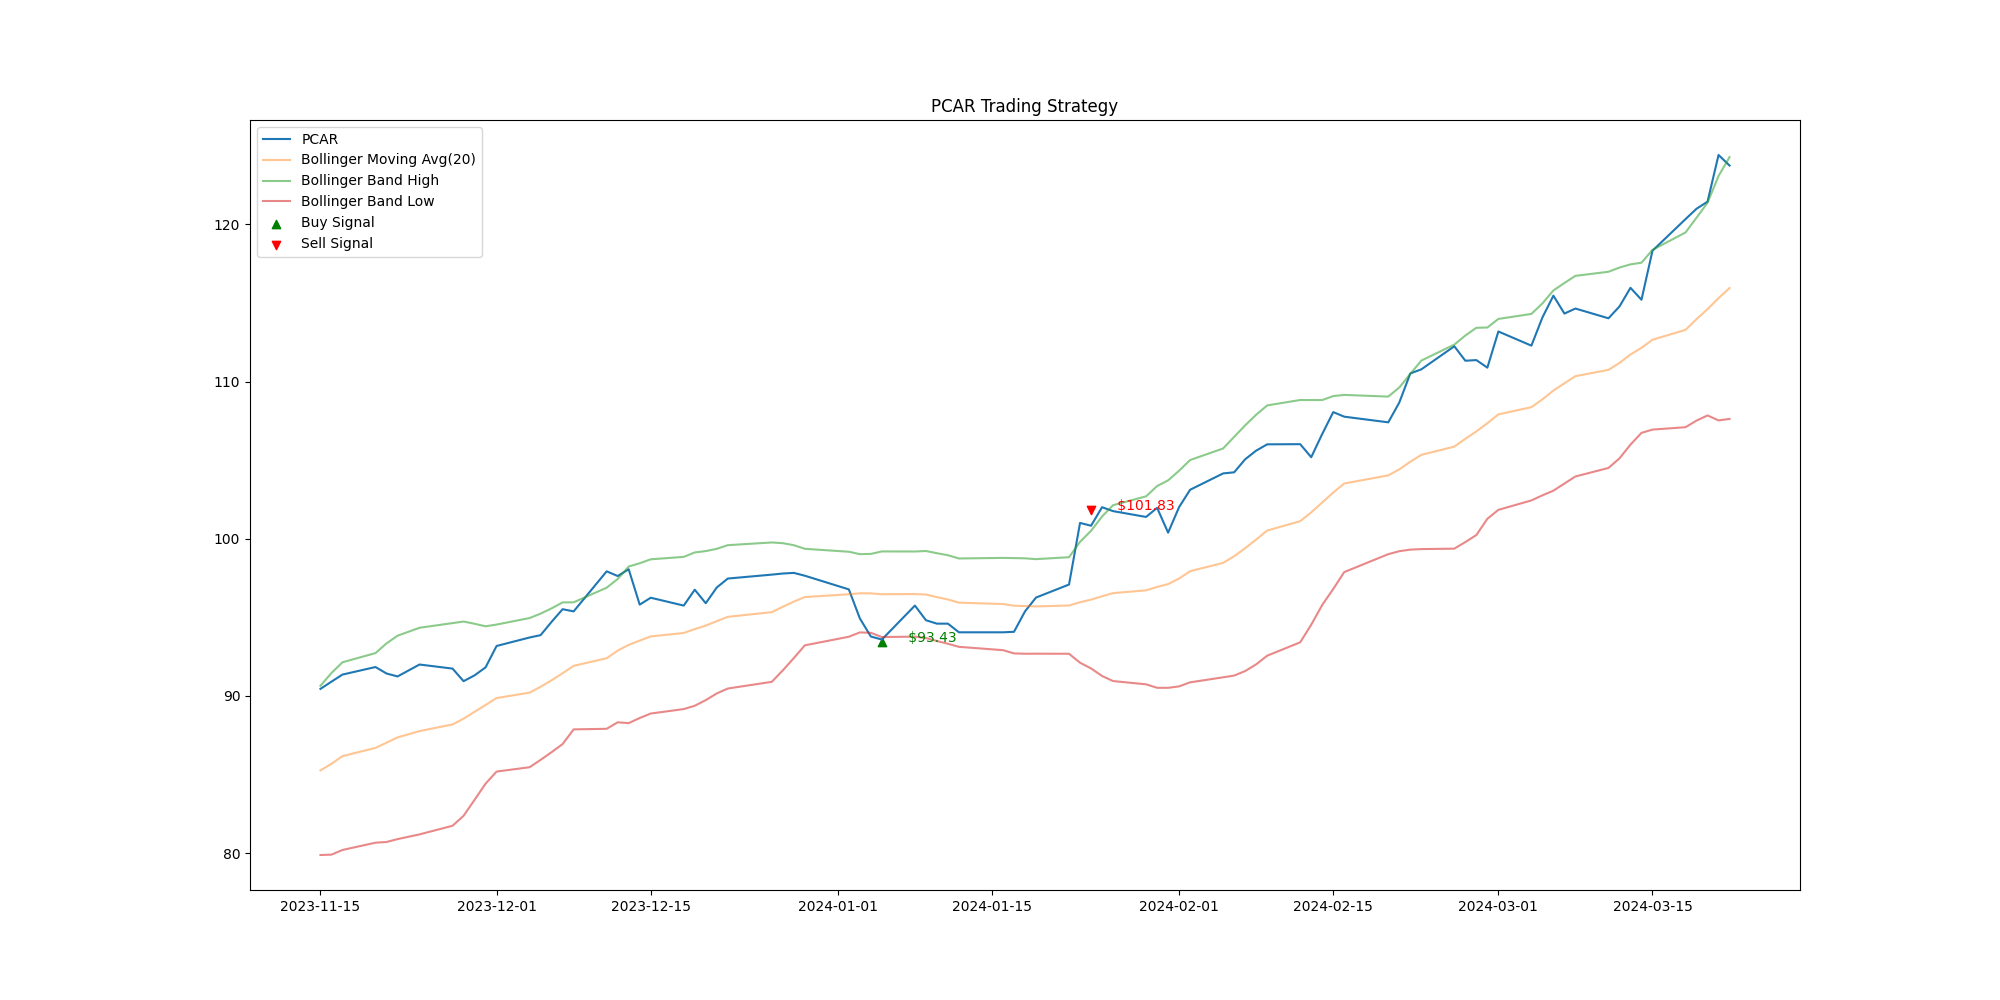 PCAR Trading Strategy
PCAR
Bollinger Moving Avg(20)
Bollinger Band High
Bollinger Band Low
Buy Signal
Sell Signal
120
110
100
90
80
$101.83
$93.43
2023-11-15
2023-12-01
2023-12-15
2024-01-01
2024-01-15
2024-02-01
2024-02-15
2024-03-01
2024-03-15